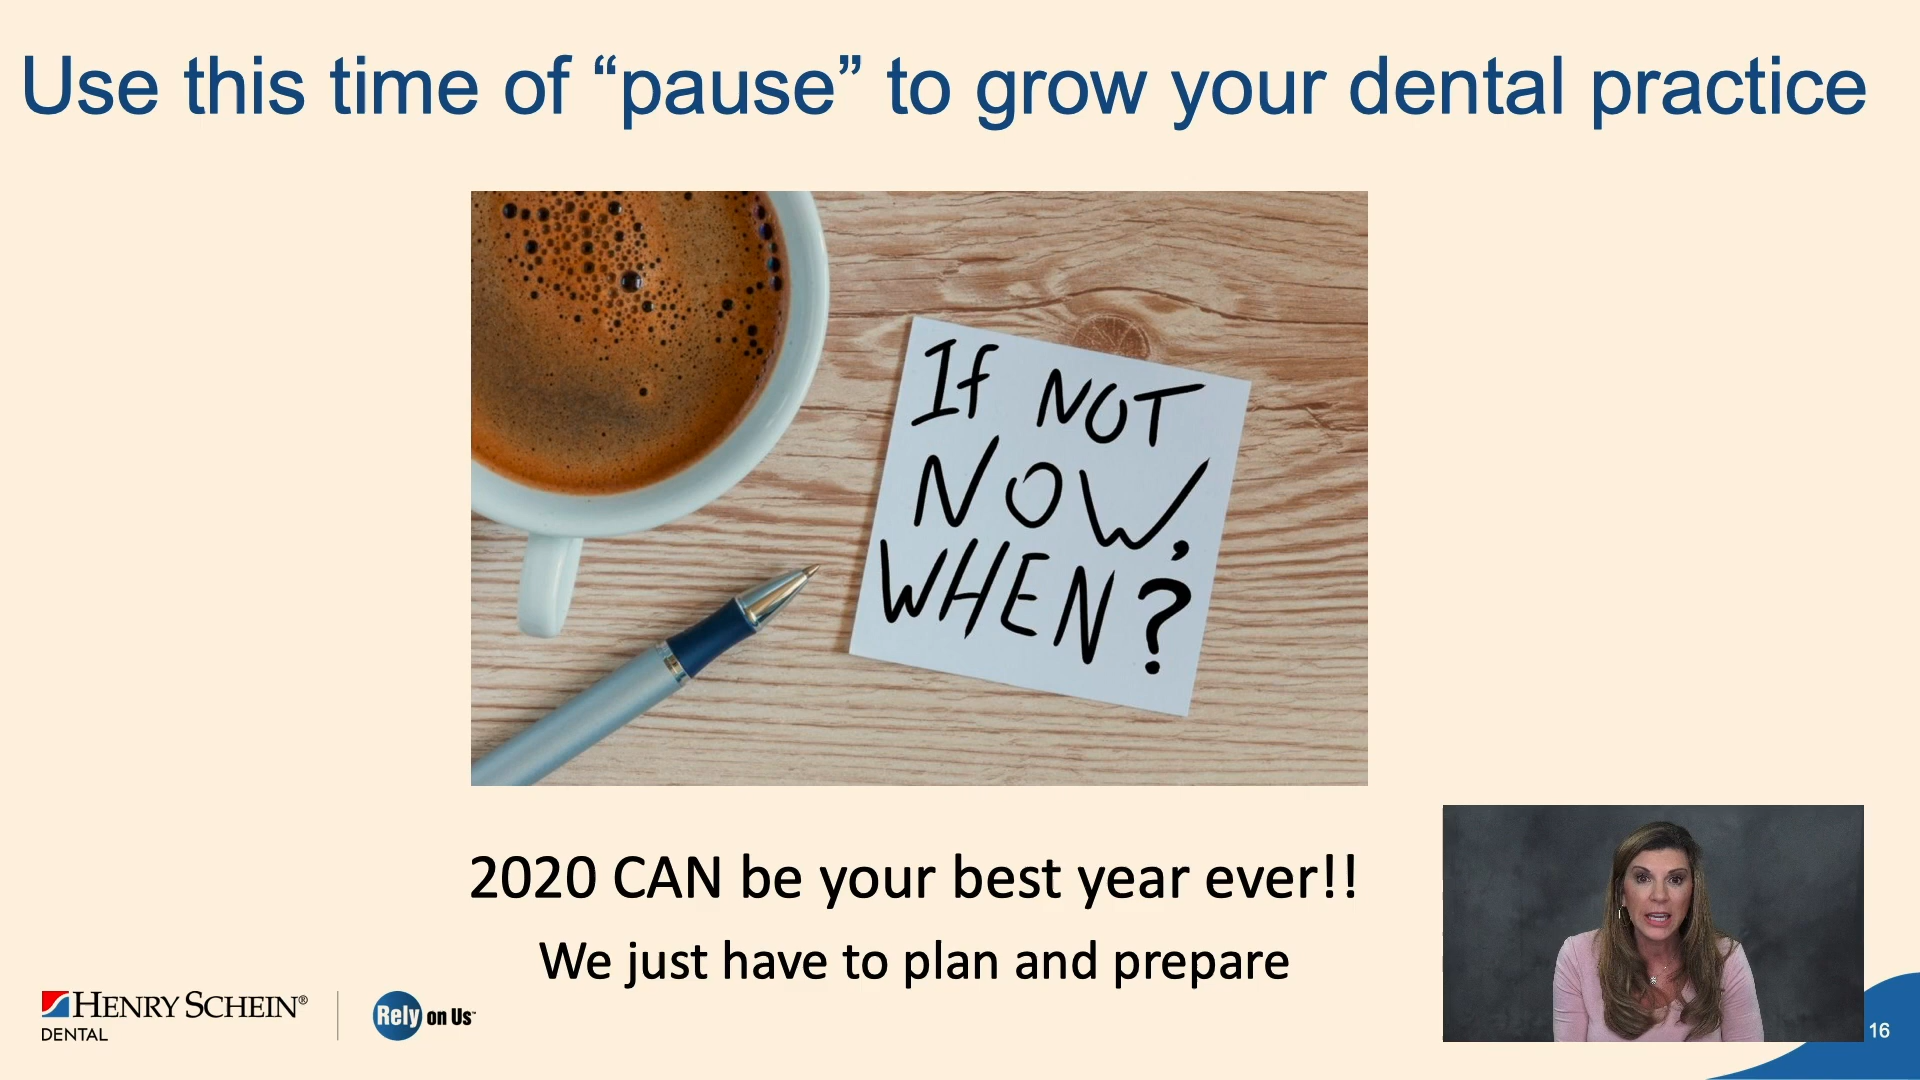 Use this time of “pause” to grow your dental practice
If NOT
NOW,
WHEN?
2020 CAN be your best year ever!!
We just have to plan and prepare
HENRY SCHEIN®
DENTAL
Rely on Us™
16